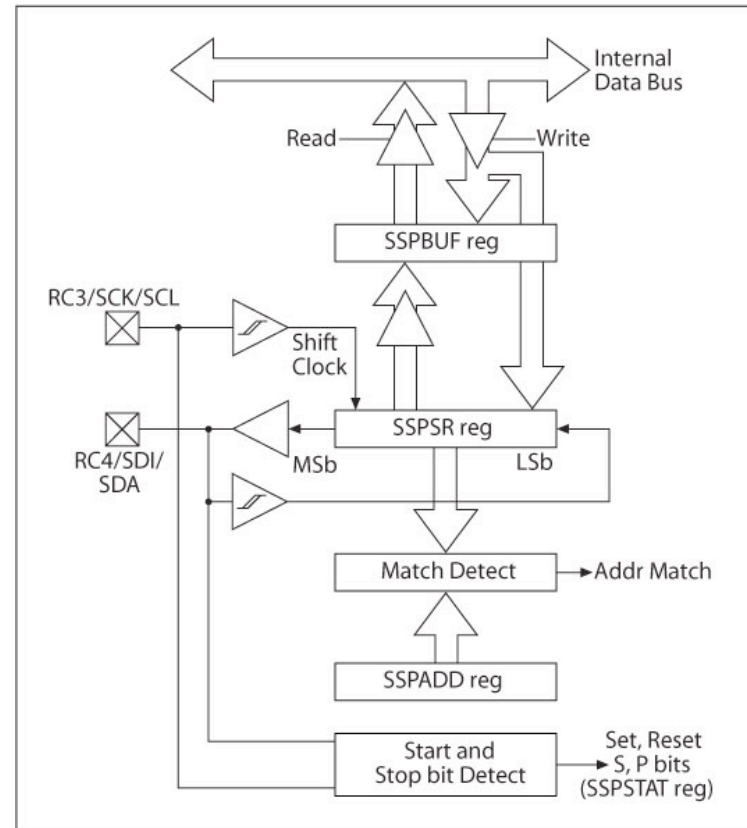 Internal
Data Bus
Read
Write
SSPBUF reg
RC3/SCK/SCL
Shift
Clock
SSPSR reg
MSb
LSb
RC4/SDI/
SDA
Match Detect
Addr Match
SSPADD reg
Start and
Stop bit Detect
Set, Reset
S, P bits
(SSPSTAT reg)